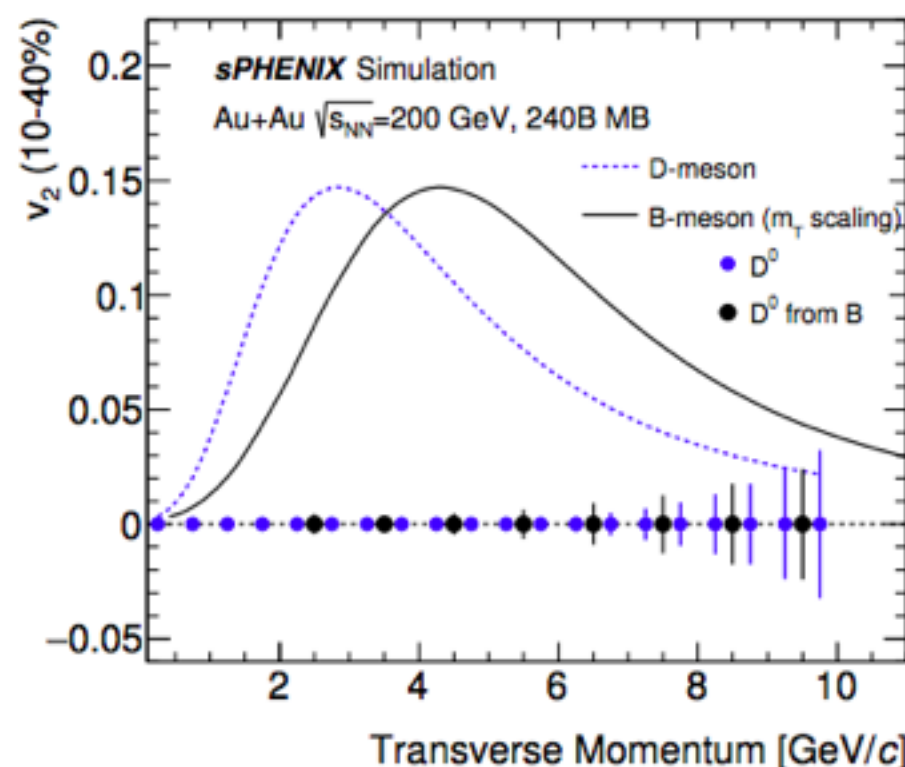 sPHENIX Simulation
Au+Au √sNN=200 GeV, 240B MB
D-meson
B-meson (mT scaling)
D0
D0 from B
v2 (10-40%)
0.2
0.15
0.1
0.05
0
−0.05
2
4
6
8
10
Transverse Momentum [GeV/c]